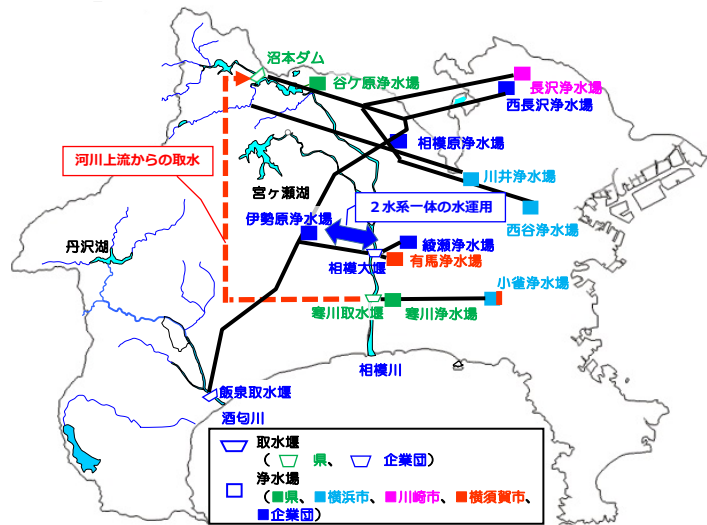 沼本ダム
谷ケ原浄水場
長沢浄水場
西長沢浄水場
相模原浄水場
河川上流からの取水
川井浄水場
宮ヶ瀬湖
2水系一体の水運用
西谷浄水場
伊勢原浄水場
丹沢湖
綾瀬浄水場
相模大堰
有馬浄水場
小雀浄水場
寒川取水堰
寒川浄水場
相模川
飯泉取水堰
酒匂川
取水堰
( 県、 企業団)
浄水場
(■県、■横浜市、■川崎市、■横須賀市、
■企業団)